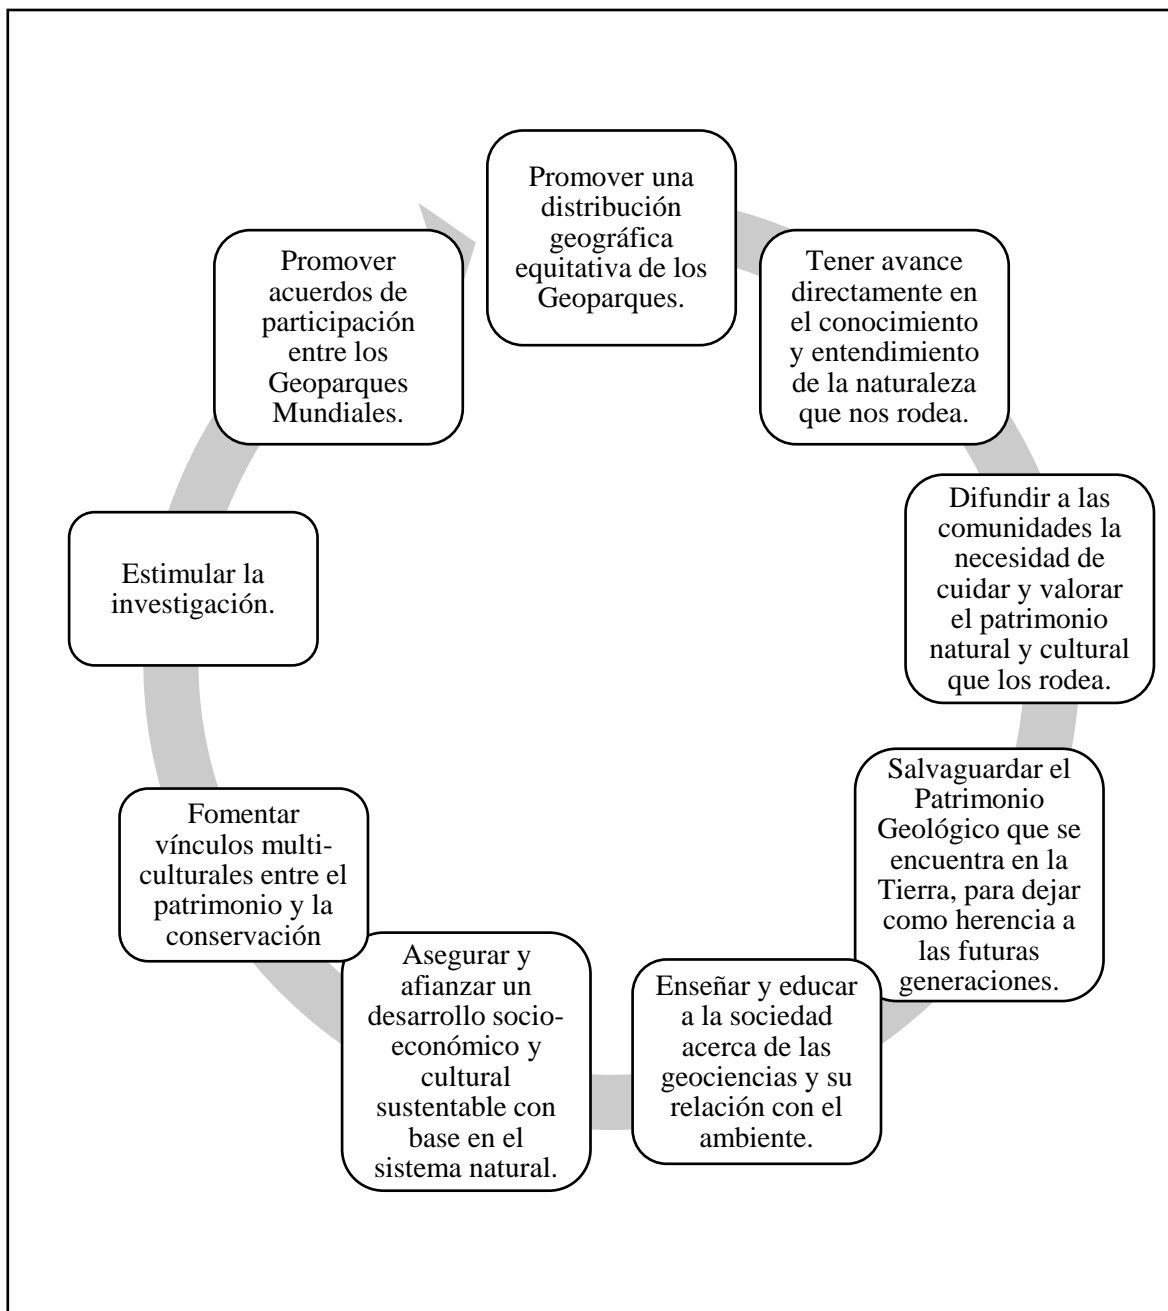 Promover una
distribución
geográfica
equitativa de los
Geoparques.
Tener avance
directamente en
el conocimiento
y entendimiento
de la naturaleza
que nos rodea.
Difundir a las
comunidades la
necesidad de
cuidar y valorar
el patrimonio
natural y cultural
que los rodea.
Salvaguardar el
Patrimonio
Geológico que se
encuentra en la
Tierra, para dejar
como herencia a
las futuras
generaciones.
Enseñar y educar
a la sociedad
acerca de las
geociencias y su
relación con el
ambiente.
Asegurar y
afianzar un
desarrollo socio-
económico y
cultural
sustentable con
base en el
sistema natural.
Fomentar
vínculos multi-
culturales entre el
patrimonio y la
conservación
Estimular la
investigación.
Promover
acuerdos de
participación
entre los
Geoparques
Mundiales.